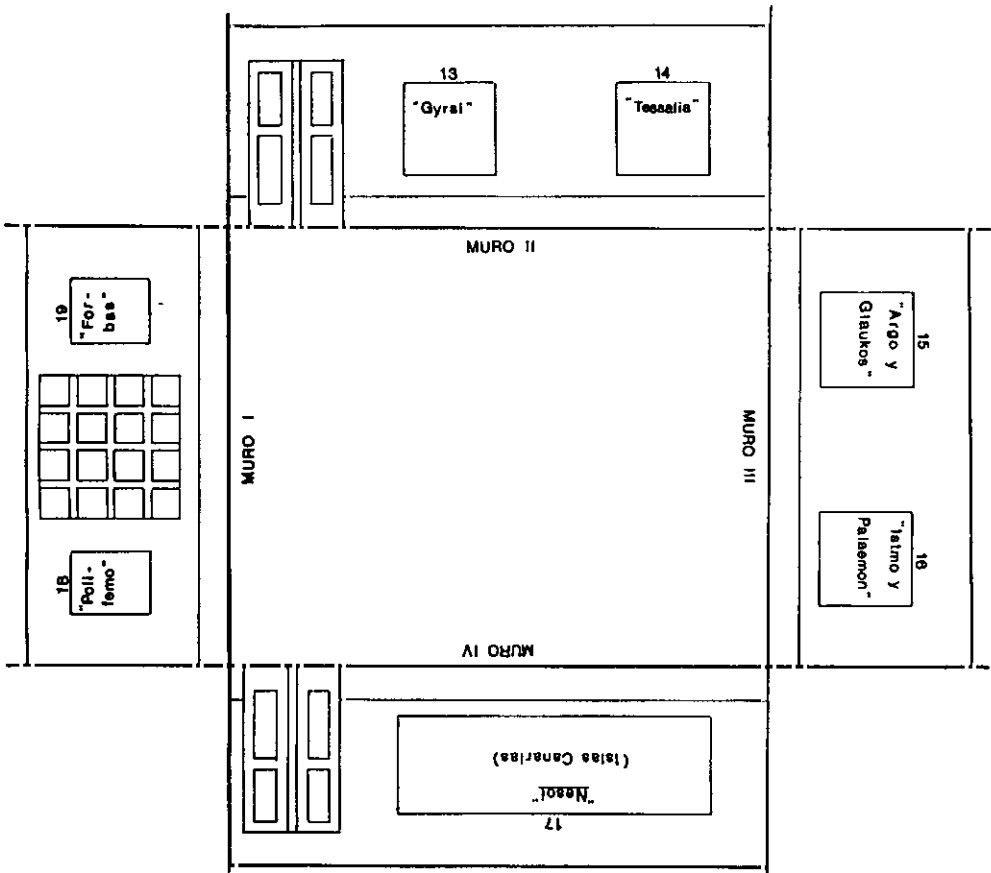 13
"Gyrai"
14
"Tessalia"
MURO II
19
"For-
bas"
MURO I
18
"Poli-
femo"
MURO III
15
"Argo y
Glaukos"
16
"Istmo y
Palaemon"
MURO IV
17
"Nesoi"
(Islas Canarias)